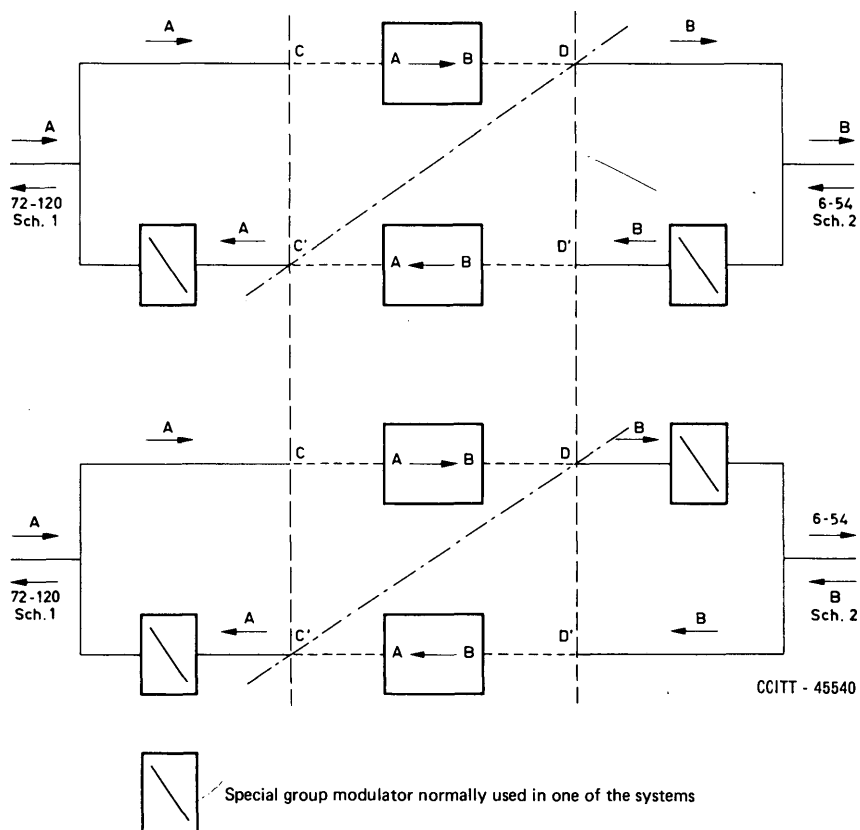 A B
C A B D
A B
72-120 6-54
Sch. 1 Sch. 2
A C' A B D' B
A C A B D B
A 6-54
72-120 B
Sch. 1 Sch. 2
A C' A B D' B
CCITT - 45540
Special group modulator normally used in one of the systems